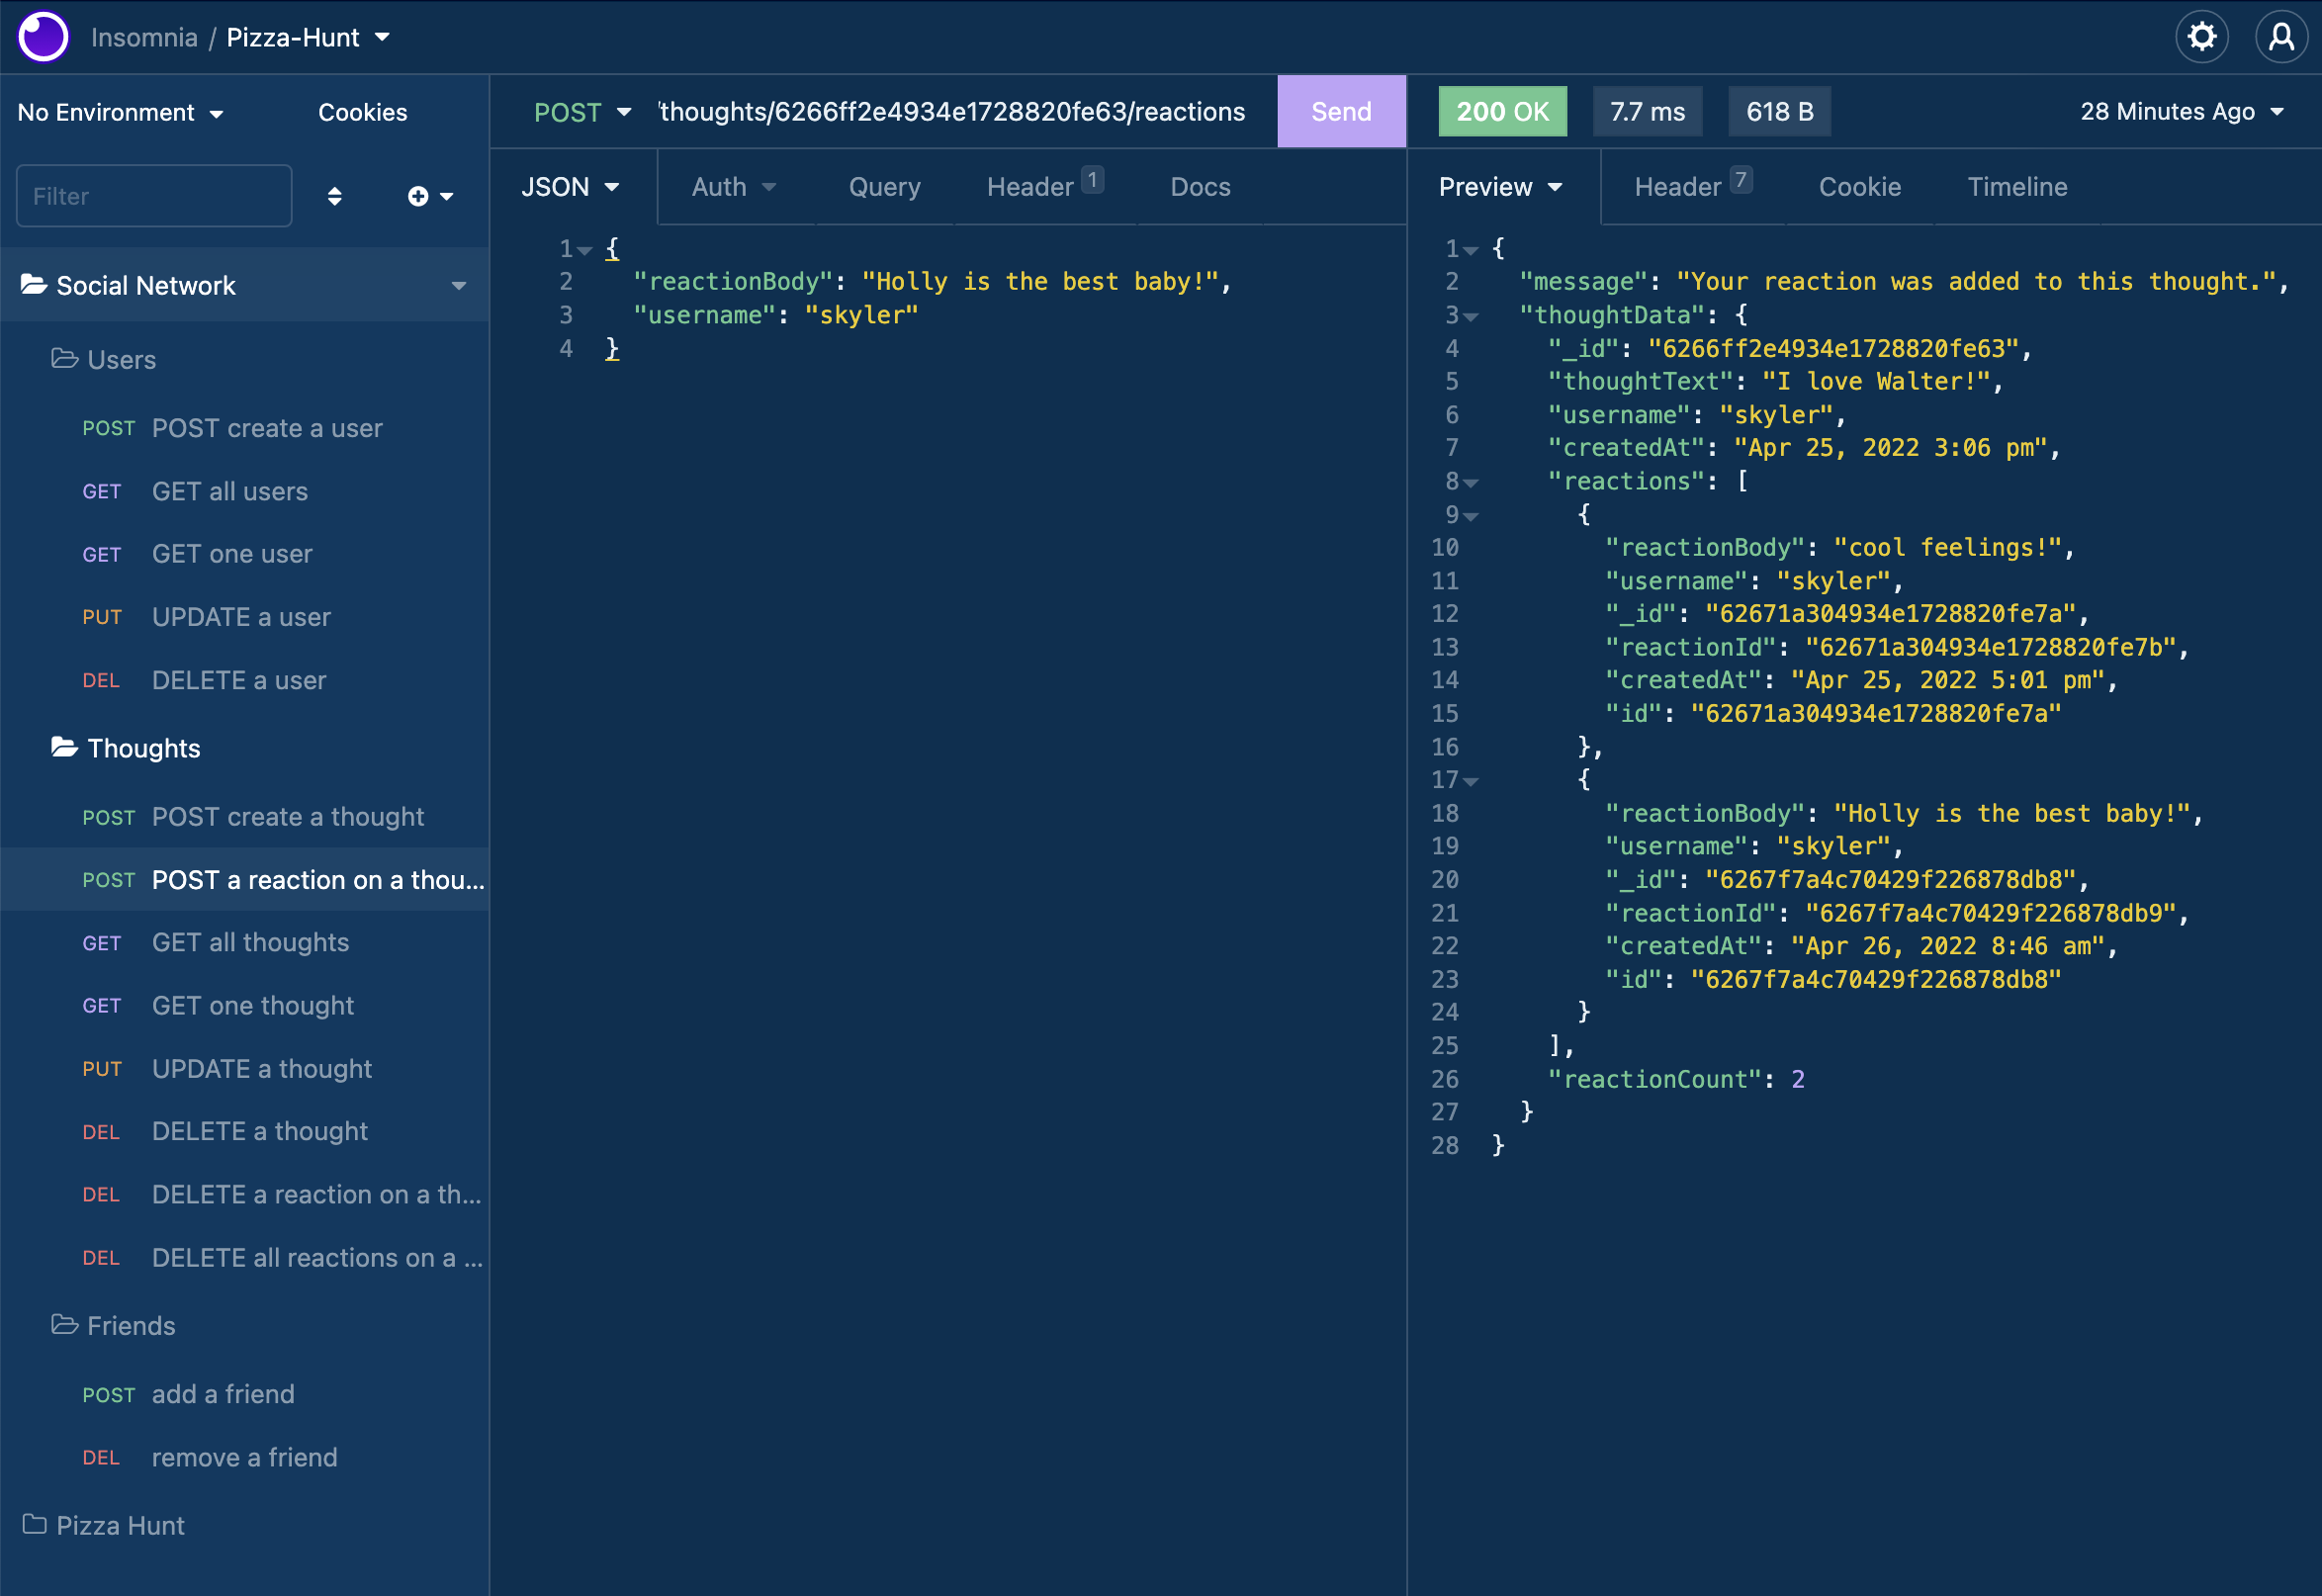 Insomnia / Pizza-Hunt
No Environment
Cookies
Filter
Social Network
Users
POST POST create a user
GET GET all users
GET GET one user
PUT UPDATE a user
DEL DELETE a user
Thoughts
POST POST create a thought
POST POST a reaction on a thou...
GET GET all thoughts
GET GET one thought
PUT UPDATE a thought
DEL DELETE a thought
DEL DELETE a reaction on a th...
DEL DELETE all reactions on a ...
Friends
POST add a friend
DEL remove a friend
Pizza Hunt
POST /thoughts/6266ff2e4934e1728820fe63/reactions Send
JSON Auth Query Header 1 Docs
1 {
2 "reactionBody": "Holly is the best baby!",
3 "username": "skyler"
4 }
200 OK 7.7 ms 618 B 28 Minutes Ago
Preview Header 7 Cookie Timeline
1 {
2 "message": "Your reaction was added to this thought.",
3 "thoughtData": {
4 "_id": "6266ff2e4934e1728820fe63",
5 "thoughtText": "I love Walter!",
6 "username": "skyler",
7 "createdAt": "Apr 25, 2022 3:06 pm",
8 "reactions": [
9 {
10 "reactionBody": "cool feelings!",
11 "username": "skyler",
12 "_id": "62671a304934e1728820fe7a",
13 "reactionId": "62671a304934e1728820fe7b",
14 "createdAt": "Apr 25, 2022 5:01 pm",
15 "id": "62671a304934e1728820fe7a"
16 },
17 {
18 "reactionBody": "Holly is the best baby!",
19 "username": "skyler",
20 "_id": "6267f7a4c70429f226878db8",
21 "reactionId": "6267f7a4c70429f226878db9",
22 "createdAt": "Apr 26, 2022 8:46 am",
23 "id": "6267f7a4c70429f226878db8"
24 }
25 ],
26 "reactionCount": 2
27 }
28 }